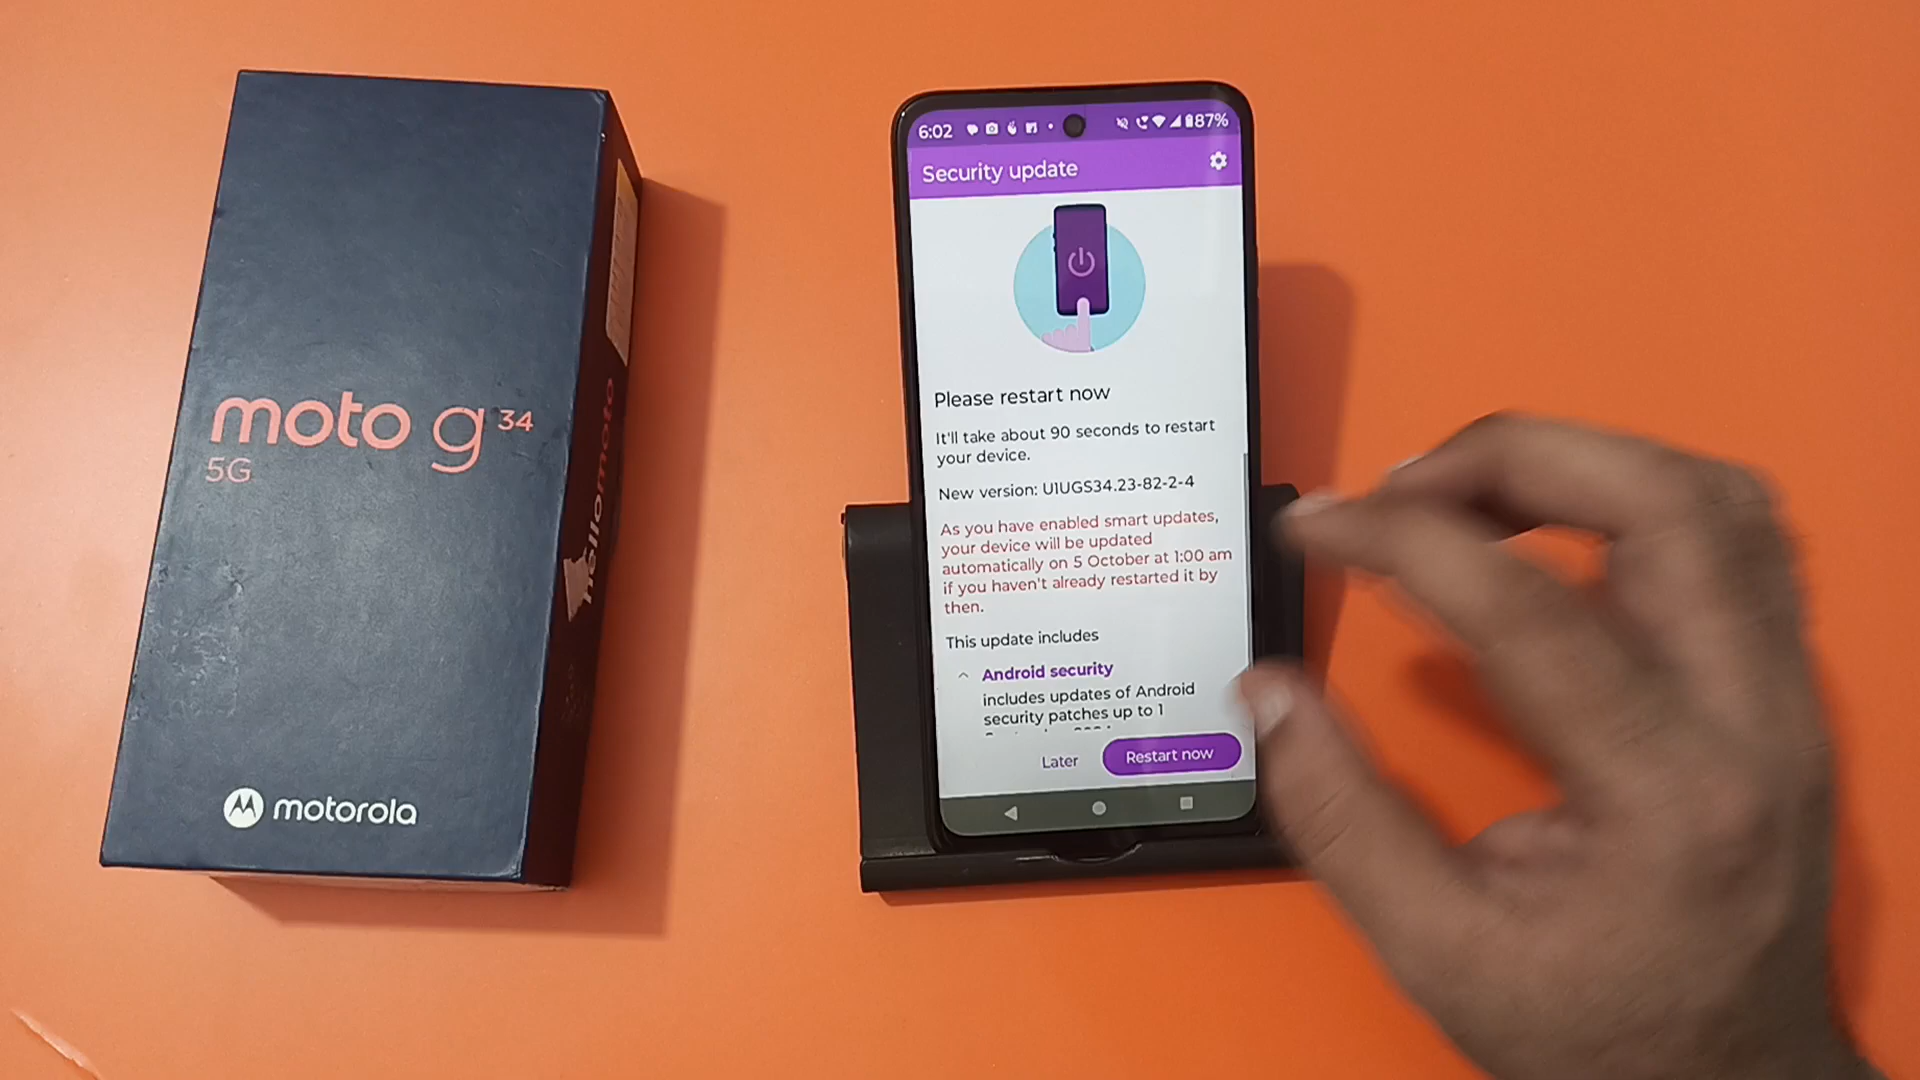 moto g 34
5G
motorola
hellomoto
6:02
87%
Security update
Please restart now
It'll take about 90 seconds to restart
your device.
New version: U1UGS34.23-82-2-4
As you have enabled smart updates,
your device will be updated
automatically on 5 October at 1:00 am
if you haven't already restarted it by
then.
This update includes
Android security
includes updates of Android
security patches up to 1
Later
Restart now